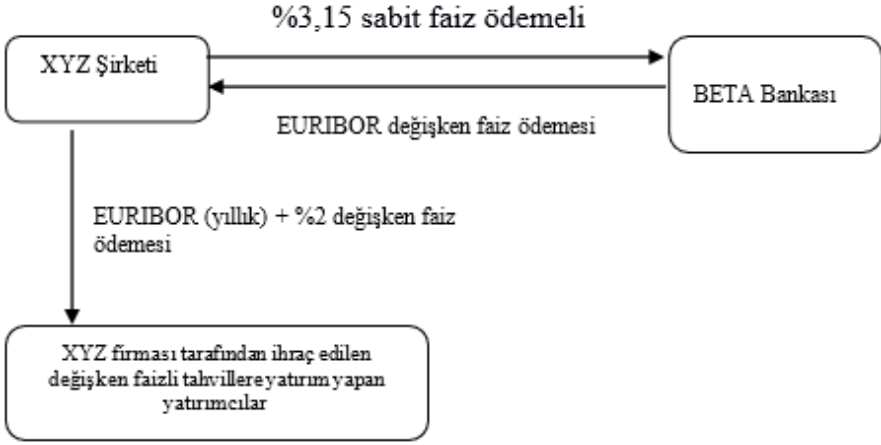 %3,15 sabit faiz ödemeli
XYZ Şirketi
BETA Bankası
EURIBOR değişken faiz ödemesi
EURIBOR (yıllık) + %2 değişken faiz
ödemesi
XYZ firması tarafından ihraç edilen
değişken faizli tahvillere yatırım yapan
yatırımcılar